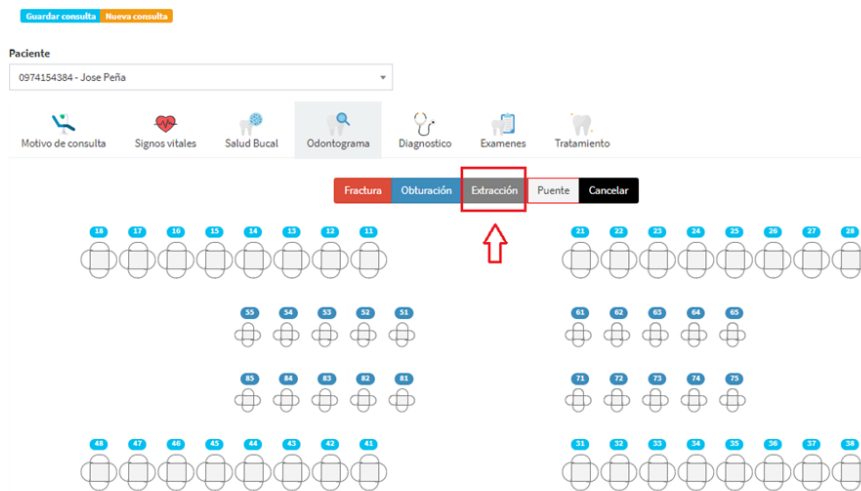 Guardar consulta Nueva consulta
Paciente
0974154384 - Jose Peña
Motivo de consulta Signos vitales Salud Bucal Odontograma Diagnostico Examenes Tratamiento
Fractura Obturación Extracción Puente Cancelar
18 17 16 15 14 13 12 11 21 22 23 24 25 26 27 28
55 54 53 52 51 61 62 63 64 65
85 84 83 82 81 71 72 73 74 75
48 47 46 45 44 43 42 41 31 32 33 34 35 36 37 38